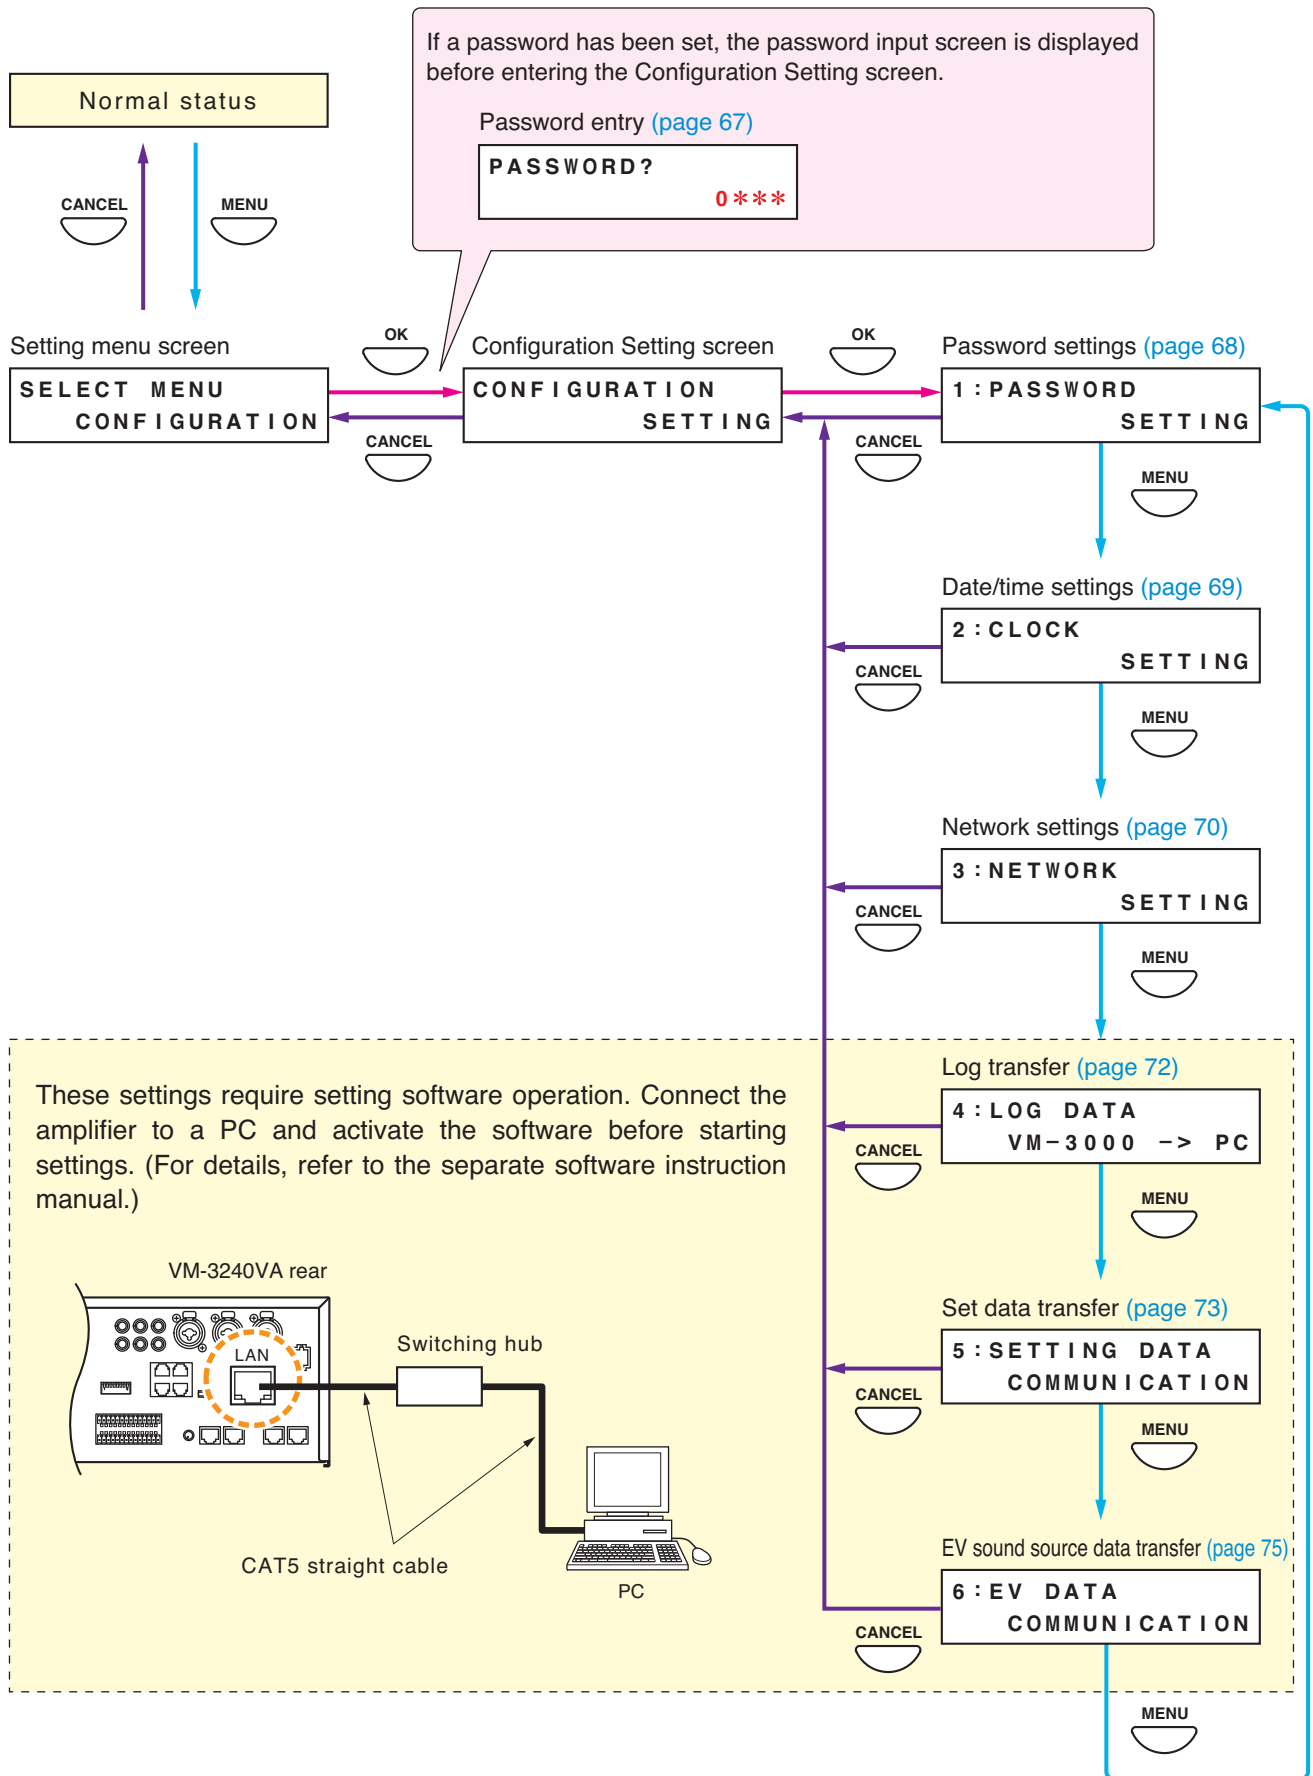 If a password has been set, the password input screen is displayed
before entering the Configuration Setting screen.
Password entry (page 67)
PASSWORD?
0***
Normal status
CANCEL
MENU
Setting menu screen
SELECT MENU
CONFIGURATION
OK
CANCEL
Configuration Setting screen
CONFIGURATION
SETTING
OK
CANCEL
Password settings (page 68)
1:PASSWORD
SETTING
MENU
Date/time settings (page 69)
2:CLOCK
SETTING
CANCEL
MENU
Network settings (page 70)
3:NETWORK
SETTING
CANCEL
MENU
These settings require setting software operation. Connect the
amplifier to a PC and activate the software before starting
settings. (For details, refer to the separate software instruction
manual.)
Log transfer (page 72)
4:LOG DATA
VM-3000 -> PC
CANCEL
MENU
VM-3240VA rear
LAN
Switching hub
CAT5 straight cable
PC
Set data transfer (page 73)
5:SETTING DATA
COMMUNICATION
CANCEL
MENU
EV sound source data transfer (page 75)
6:EV DATA
COMMUNICATION
CANCEL
MENU